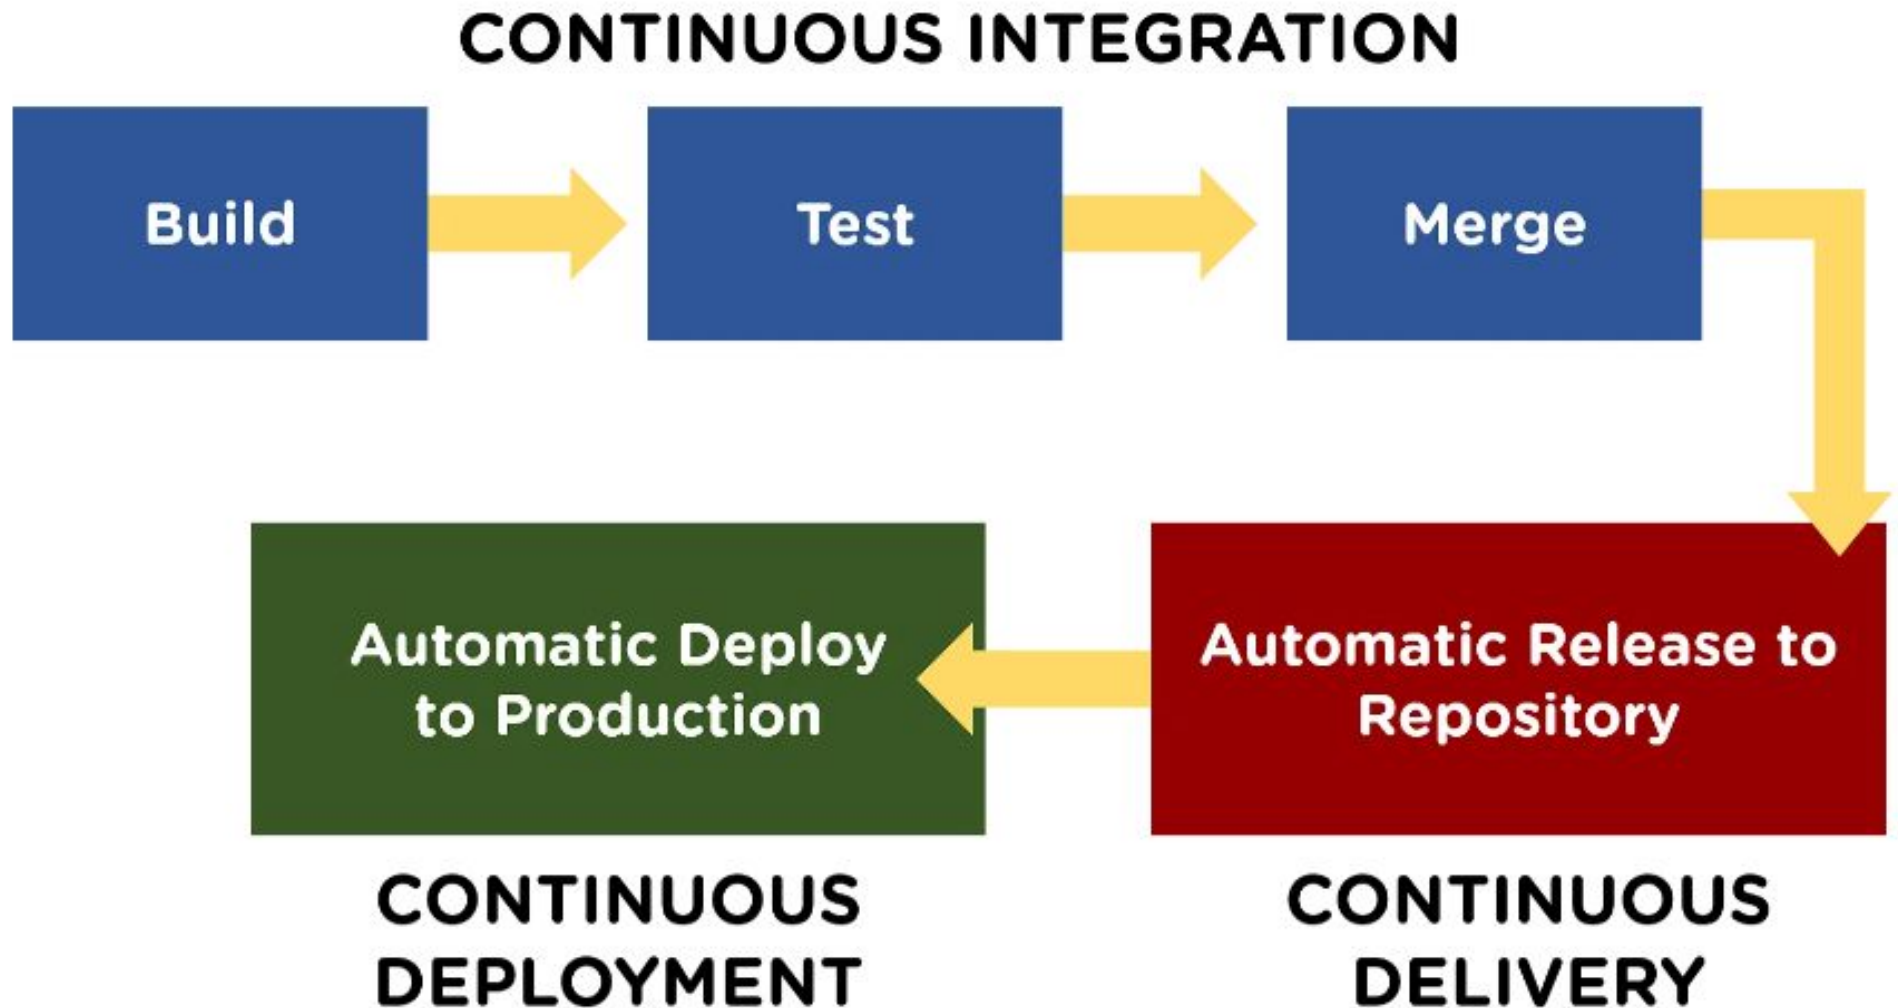 CONTINUOUS INTEGRATION
Build
Test
Merge
Automatic Release to
Repository
CONTINUOUS
DELIVERY
Automatic Deploy
to Production
CONTINUOUS
DEPLOYMENT